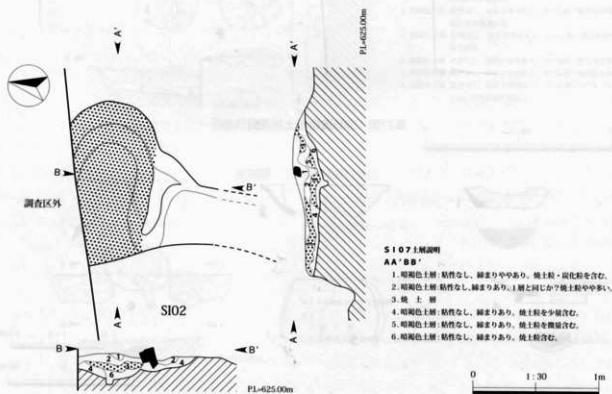 A'
A'
P.L=625.00m
B
B'
調査区外
A
A
SI02
B
B'
2 1
2 4
4 3
6
P.L=625.00m
SI07土層説明
AA'BB'
1. 暗褐色土層:粘性なし、締まりややあり。焼土粒・炭化粒を含む。
2. 暗褐色土層:粘性なし、締まりあり。1層と同じか?焼土粒やや多い。
3. 焼土層
4. 暗褐色土層:粘性なし、締まりあり。焼土粒を少量含む。
5. 暗褐色土層:粘性なし、締まりあり。焼土粒を微量含む。
6. 暗褐色土層:粘性なし、締まりあり。焼土粒含む。
0 1:30 1m